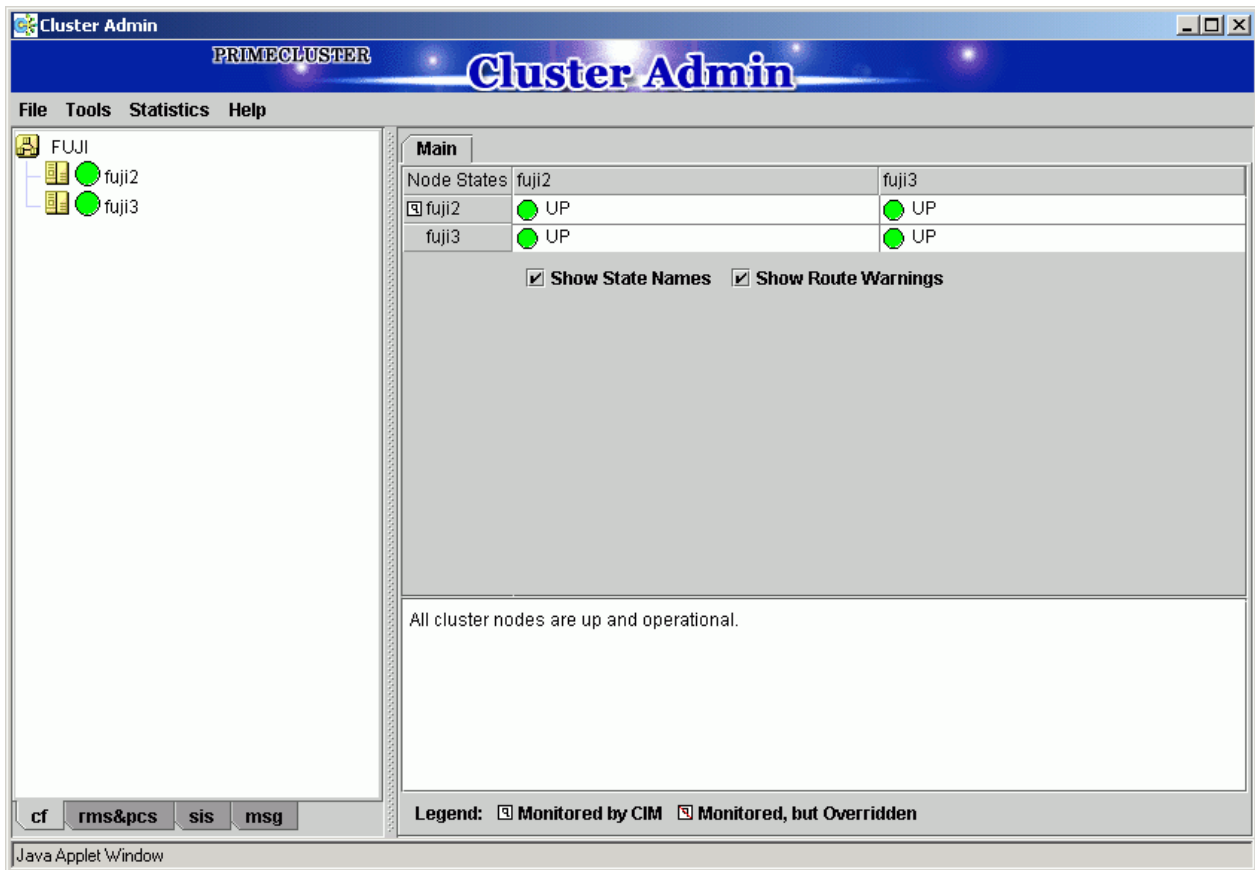 Cluster Admin
PRIMECLUSTER
Cluster Admin
File Tools Statistics Help
FUJI
fuji2
fuji3
Main
Node States fuji2 fuji3
fuji2 UP UP
fuji3 UP UP
Show State Names Show Route Warnings
All cluster nodes are up and operational.
cf rms&pcs sis msg
Legend: Monitored by CIM Monitored, but Overridden
Java Applet Window